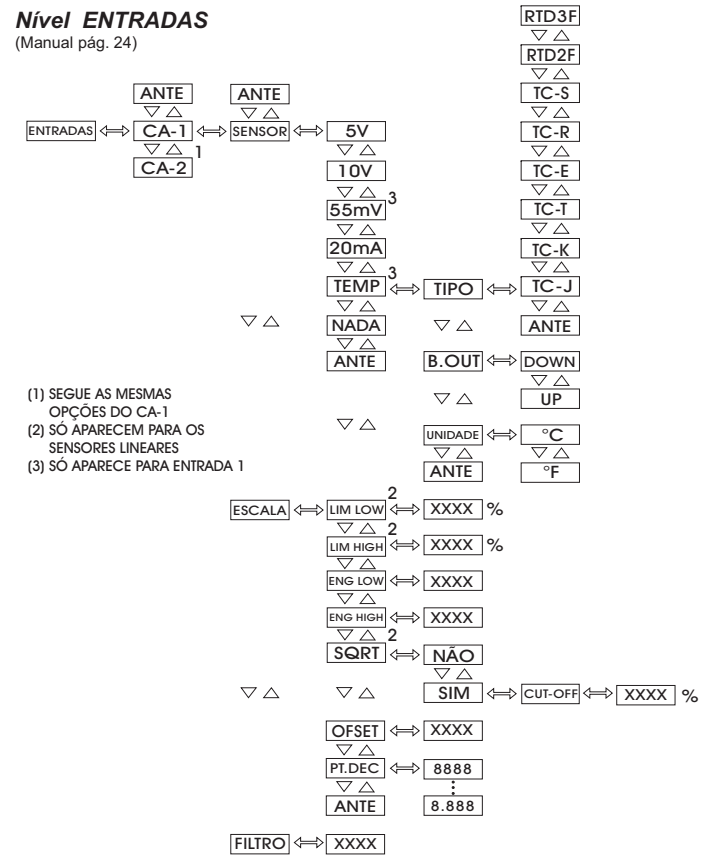 Nível ENTRADAS
(Manual pág. 24)
RTD3F
RTD2F
ANTE ANTE TC-S
ENTRADAS CA-1 SENSOR 5V TC-R
1
CA-2 10V TC-E
3
55mV TC-T
20mA TC-K
3
TEMP TIPO TC-J
NADA ANTE
ANTE B.OUT DOWN
UP
UNIDADE °C
ANTE °F
(1) SEGUE AS MESMAS
OPÇÕES DO CA-1
(2) SÓ APARECEM PARA OS
SENSORES LINEARES
(3) SÓ APARECE PARA ENTRADA 1
2
ESCALA LIM LOW XXXX %
2
LIM HIGH XXXX %
ENG LOW XXXX
ENG HIGH XXXX
2
SQRT NÃO
SIM CUT-OFF XXXX %
OFSET XXXX
PT.DEC 8888
ANTE 8.888
FILTRO XXXX